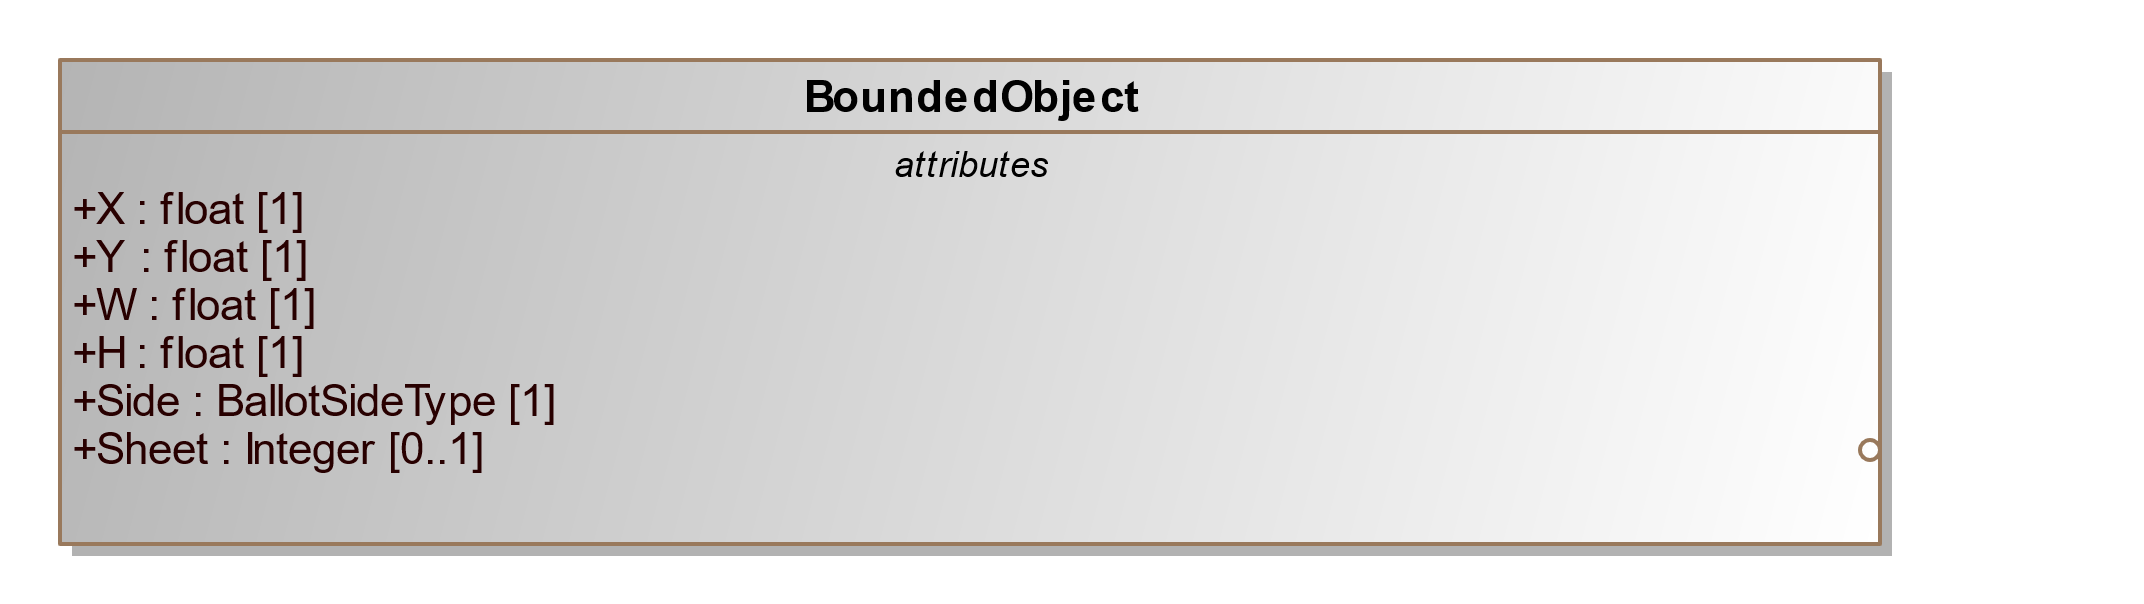 BoundedObject
attributes
+X : float [1]
+Y : float [1]
+W : float [1]
+H : float [1]
+Side : BallotSideType [1]
+Sheet : Integer [0..1]